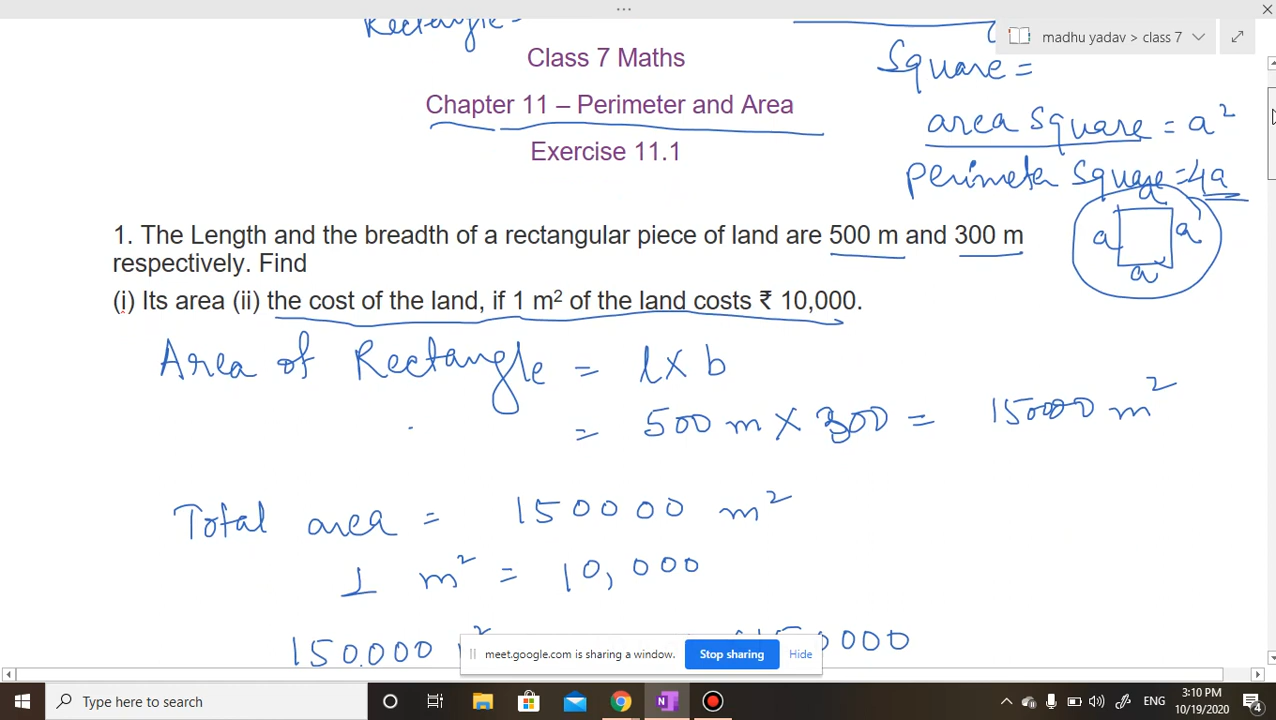 ...
madhu yadav > class 7
Rectangle=
Class 7 Maths
Square =
Chapter 11 – Perimeter and Area
area Square = a²
Exercise 11.1
perimeter Square = 4a
a
a a
a
1. The Length and the breadth of a rectangular piece of land are 500 m and 300 m
respectively. Find
(i) Its area (ii) the cost of the land, if 1 m² of the land costs ₹ 10,000.
Area of Rectangle = l x b
= 500 m X 300 = 150000 m²
Total area = 150000 m²
1 m² = 10,000
150000
0000
meet.google.com is sharing a window. Stop sharing Hide
Type here to search
ENG
3:10 PM
10/19/2020
4